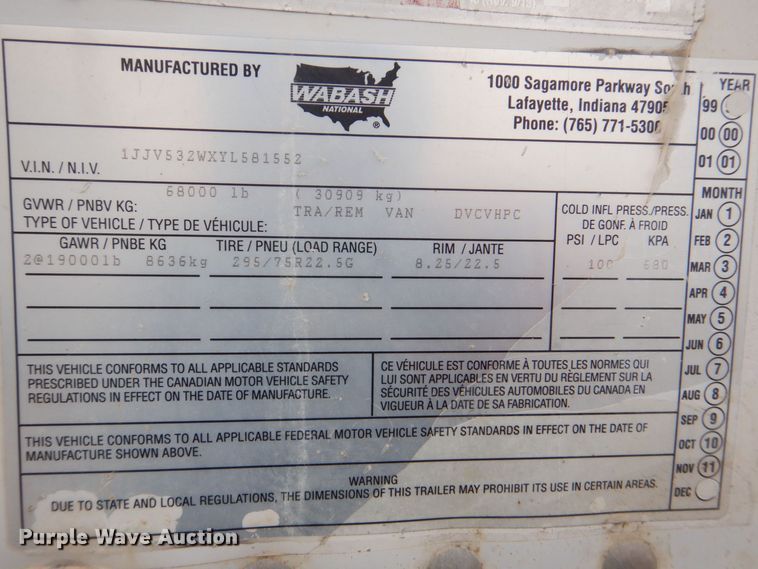 MANUFACTURED BY
WABASH
NATIONAL
®
1000 Sagamore Parkway South
Lafayette, Indiana 47905
Phone: (765) 771-5300
YEAR
99
00 00
01 01
V.I.N. / N.I.V. 1JJV532WXYL581552
GVWR / PNBV KG: 68000 lb ( 30909 kg)
TYPE OF VEHICLE / TYPE DE VÉHICULE: TRA/REM VAN DVCVHPC
COLD INFL PRESS./PRESS.
DE GONF. À FROID
GAWR / PNBE KG TIRE / PNEU (LOAD RANGE) RIM / JANTE PSI / LPC KPA
2@19000lb 8636kg 295/75R22.5G 8.25/22.5 100 680
MONTH
JAN 1
FEB 2
MAR 3
APR 4
MAY 5
JUN 6
JUL 7
AUG 8
SEP 9
OCT 10
NOV 11
DEC
THIS VEHICLE CONFORMS TO ALL APPLICABLE STANDARDS
PRESCRIBED UNDER THE CANADIAN MOTOR VEHICLE SAFETY
REGULATIONS IN EFFECT ON THE DATE OF MANUFACTURE.
CE VÉHICULE EST CONFORME À TOUTES LES NORMES QUI
LUI SONT APPLICABLES EN VERTU DU RÈGLEMENT SUR LA
SÉCURITÉ DES VÉHICULES AUTOMOBILES DU CANADA EN
VIGUEUR À LA DATE DE SA FABRICATION.
THIS VEHICLE CONFORMS TO ALL APPLICABLE FEDERAL MOTOR VEHICLE SAFETY STANDARDS IN EFFECT ON THE DATE OF
MANUFACTURE SHOWN ABOVE.
WARNING
DUE TO STATE AND LOCAL REGULATIONS, THE DIMENSIONS OF THIS TRAILER MAY PROHIBIT ITS USE IN CERTAIN AREAS.
Purple Wave Auction